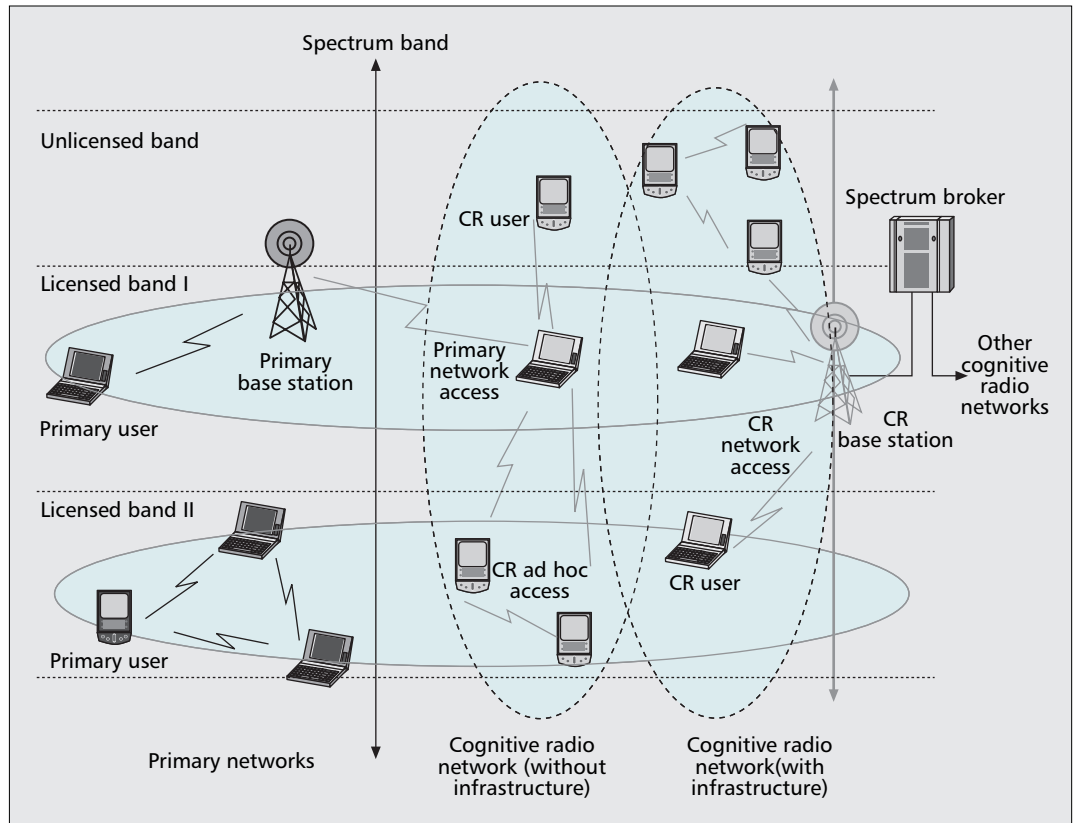 Spectrum band
Unlicensed band
Spectrum broker
CR user
Licensed band I
Primary
base station
Primary
network
access
Other
cognitive
radio
networks
Primary user
CR
network
access
CR
base station
Licensed band II
CR ad hoc
access
CR user
Primary user
Primary networks
Cognitive radio
network (without
infrastructure)
Cognitive radio
network(with
infrastructure)